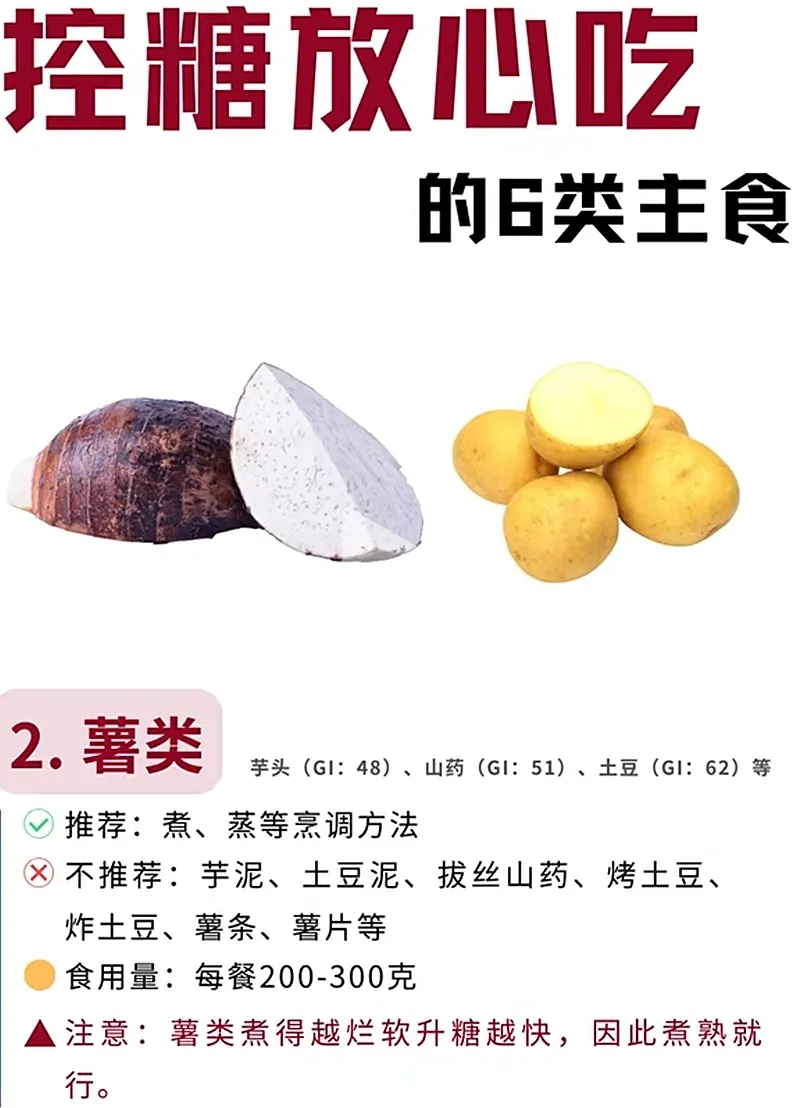 控糖放心吃
的6类主食
2. 薯类
芋头（GI：48）、山药（GI：51）、土豆（GI：62）等
推荐：煮、蒸等烹调方法
不推荐：芋泥、土豆泥、拔丝山药、烤土豆、
炸土豆、薯条、薯片等
食用量：每餐200-300克
注意：薯类煮得越烂软升糖越快，因此煮熟就
行。